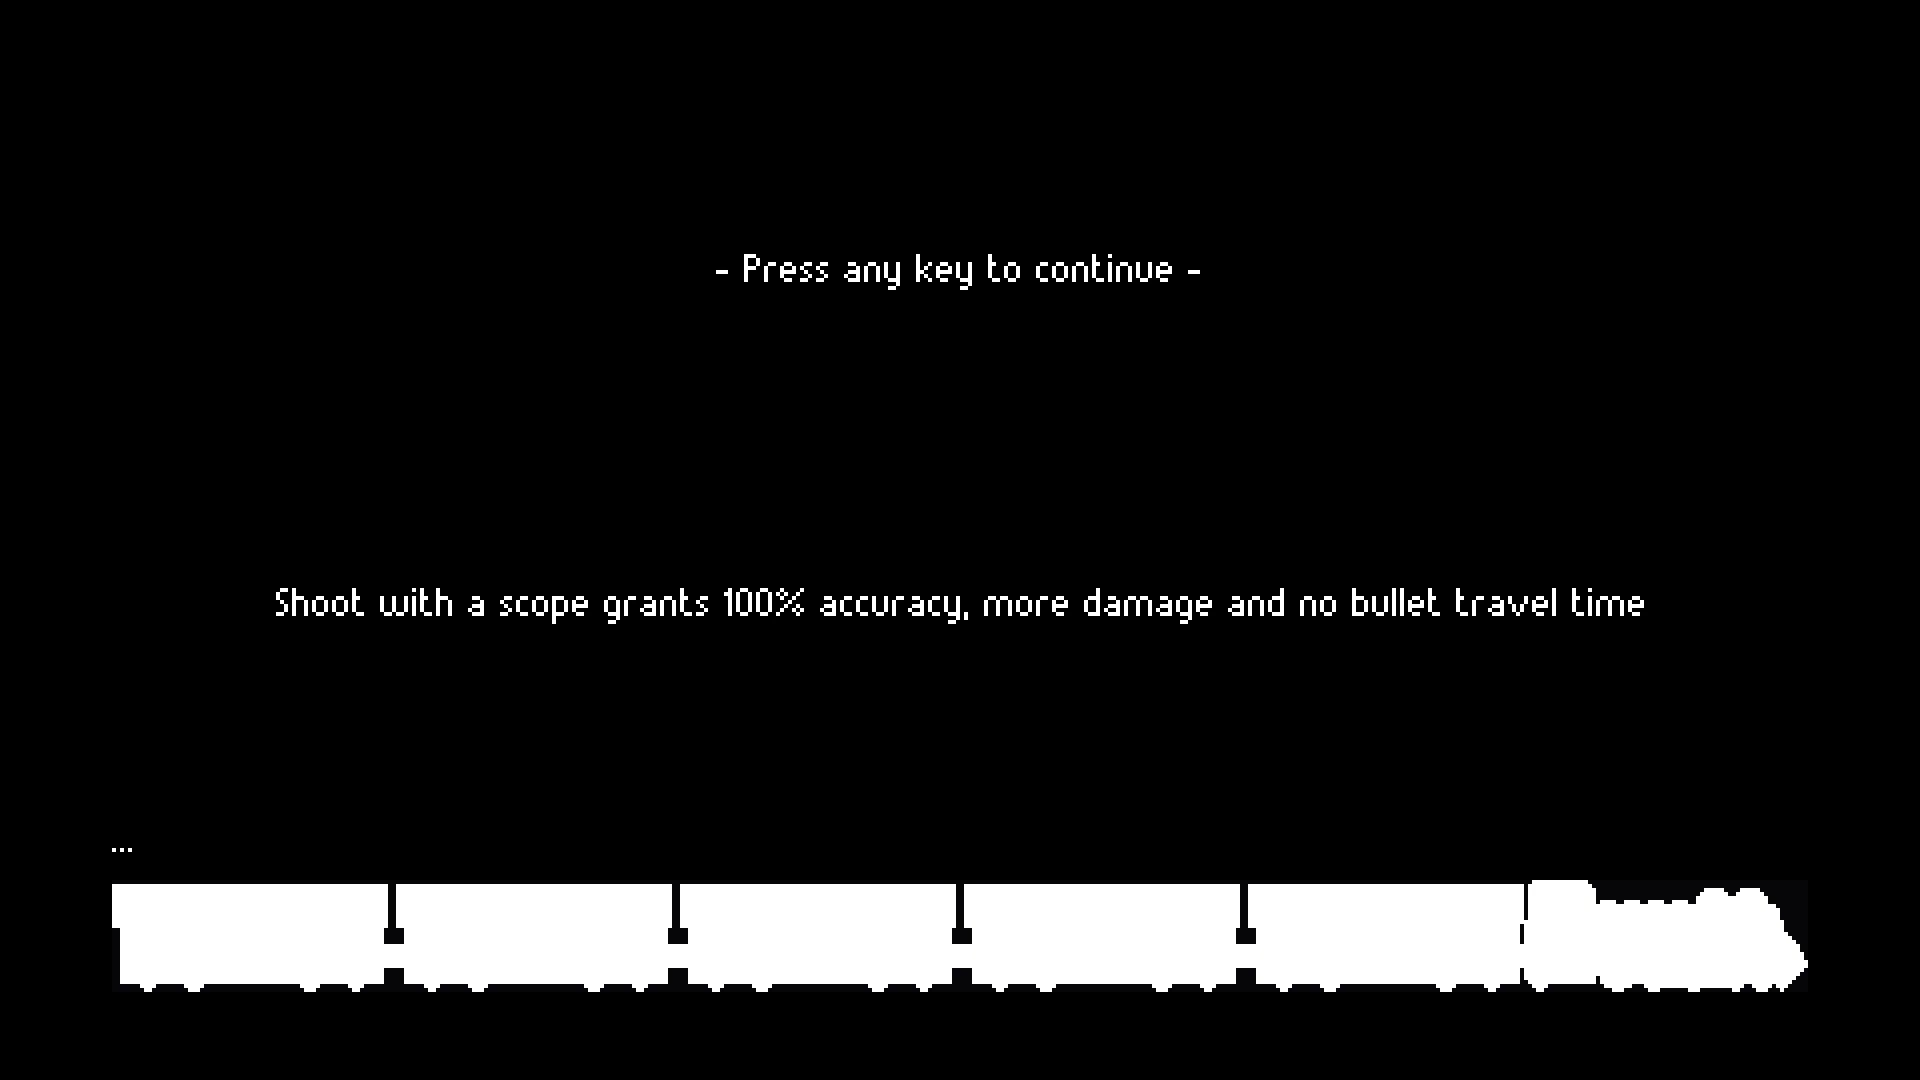 - Press any key to continue -
Shoot with a scope grants 100% accuracy, more damage and no bullet travel time
...